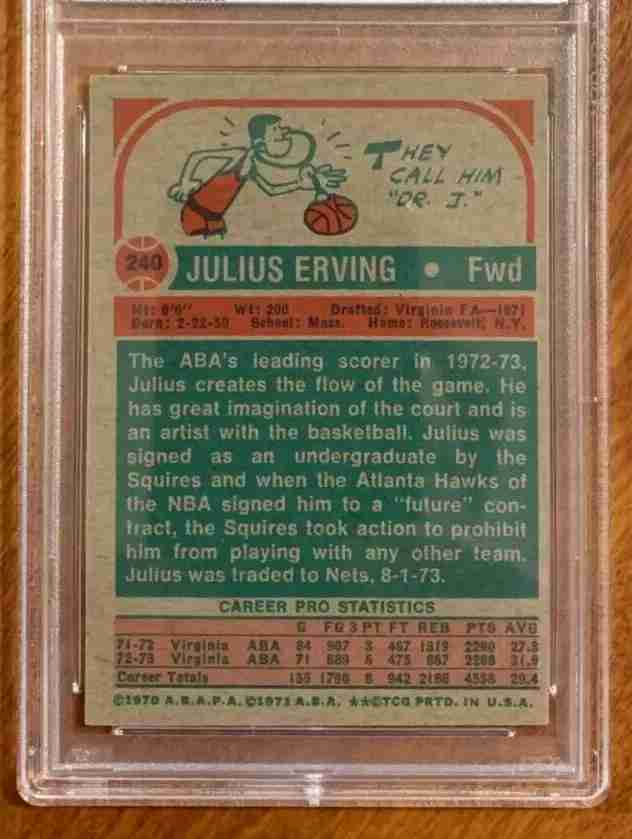 THEY
CALL HIM
"DR. J."
240 JULIUS ERVING • Fwd
Ht: 6'6" Wt: 200 Drafted: Virginia F.A.—1971
Born: 2-22-50 School: Mass. Home: Roosevelt, N.Y.
The ABA's leading scorer in 1972-73,
Julius creates the flow of the game. He
has great imagination of the court and is
an artist with the basketball. Julius was
signed as an undergraduate by the
Squires and when the Atlanta Hawks of
the NBA signed him to a "future" con-
tract, the Squires took action to prohibit
him from playing with any other team.
Julius was traded to Nets, 8-1-73.
CAREER PRO STATISTICS
G FG 3 PT FT REB PTS AVG
71-72 Virginia ABA 84 907 3 467 1319 2290 27.3
72-73 Virginia ABA 71 889 5 475 867 2268 31.9
Career Totals 155 1796 8 942 2186 4558 29.4
©1970 A.B.A.P.A. ©1971 A.B.A. ★★©TCG PRTD. IN U.S.A.